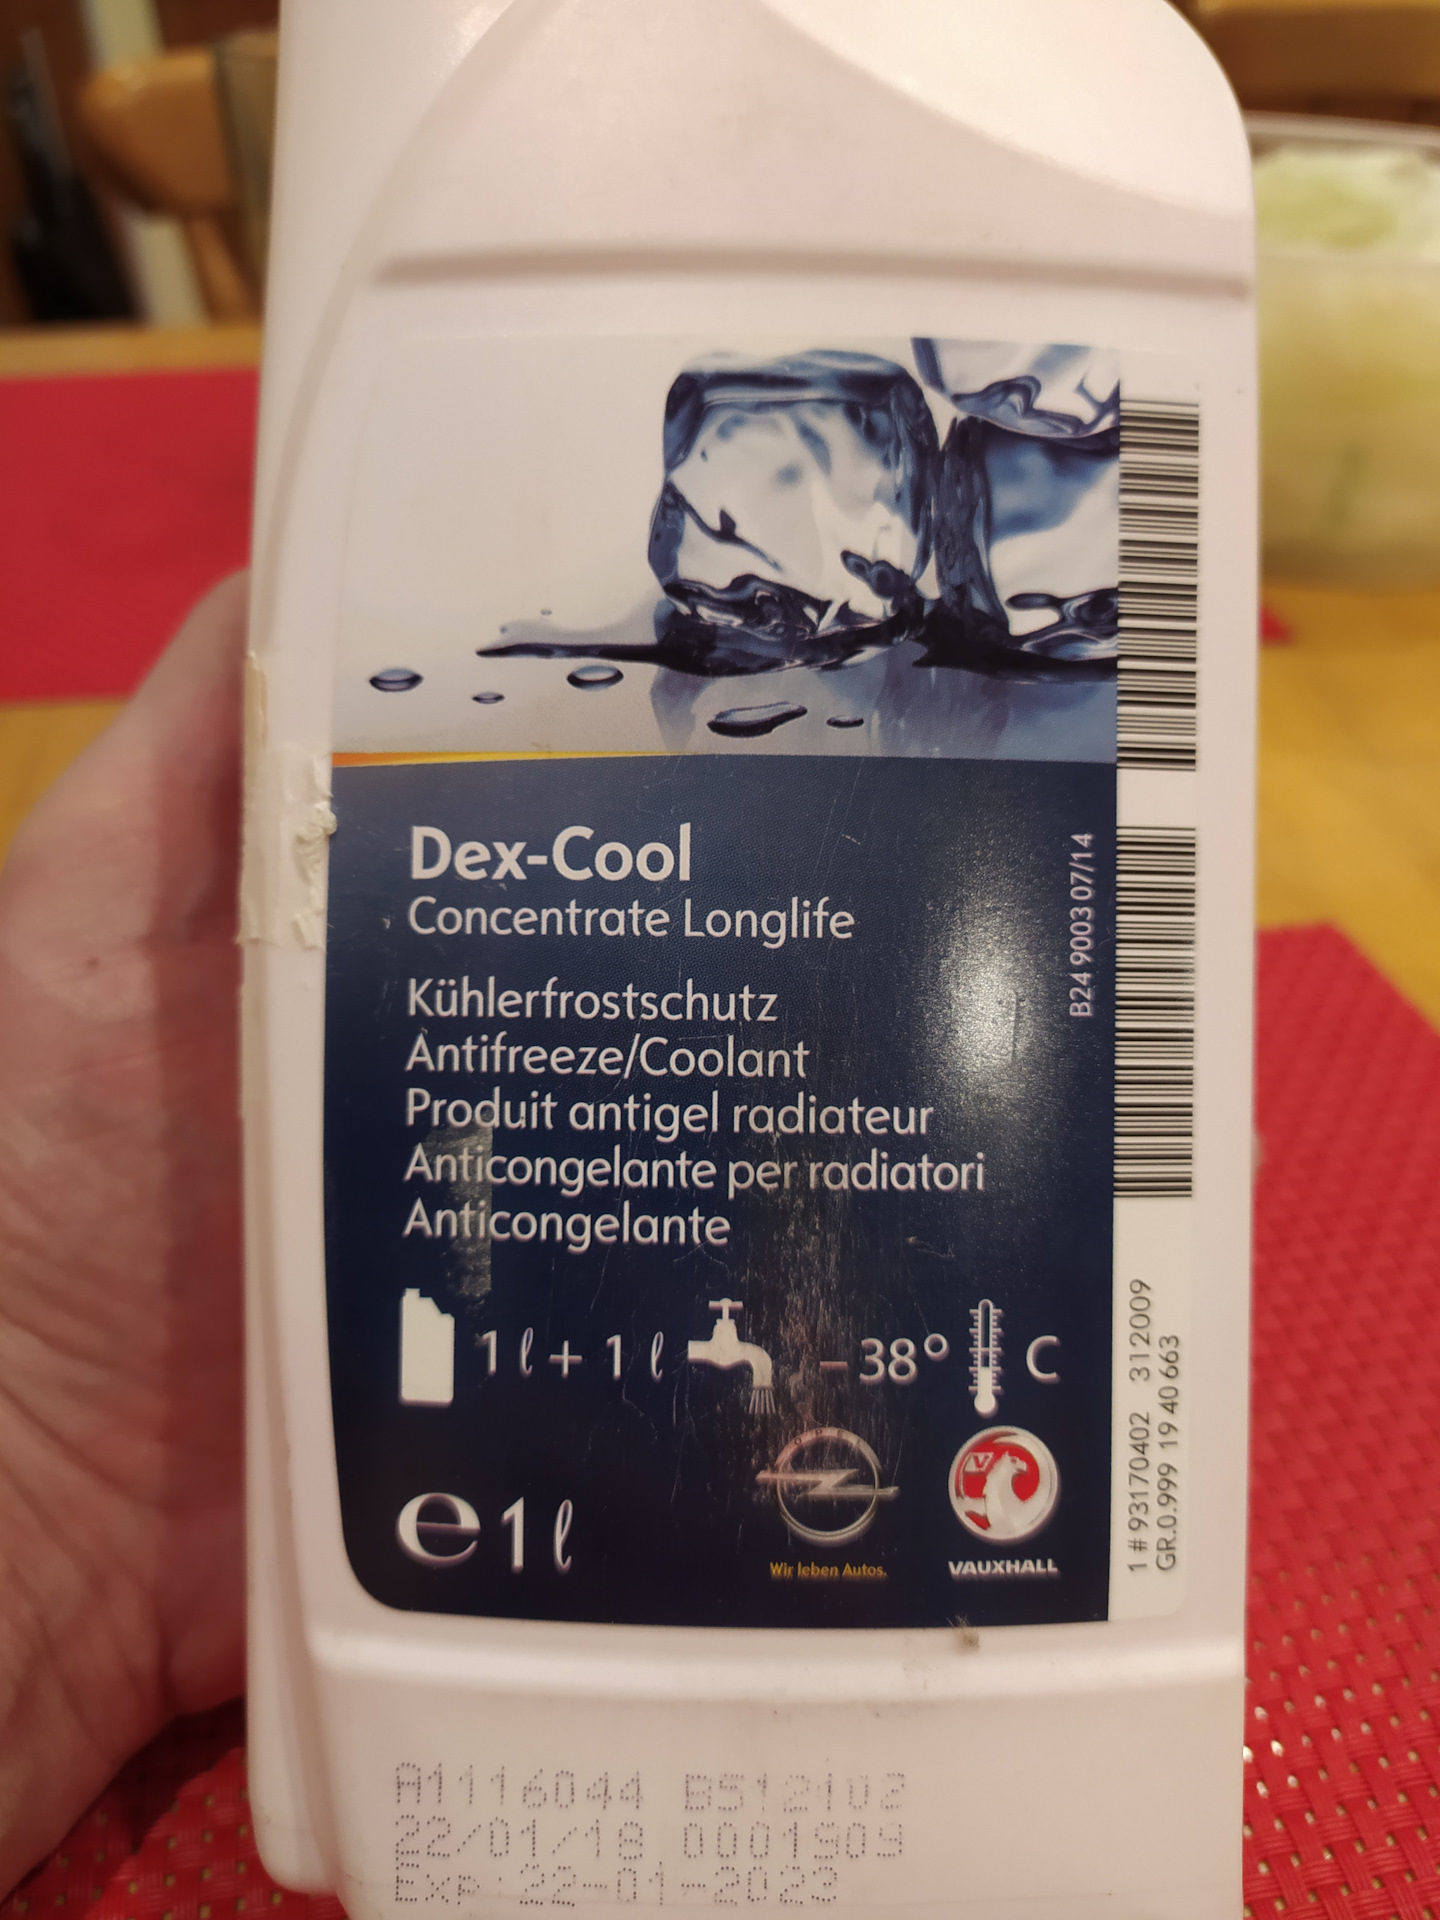 Dex-Cool
Concentrate Longlife
Kühlerfrostschutz
Antifreeze/Coolant
Produit antigel radiateur
Anticongelante per radiatori
Anticongelante
1 l + 1 l - 38° C
e 1 l
OPEL
Wir leben Autos.
VAUXHALL
B24 9003 07/14
1 # 93170402 312009
GR.0.999 19 40 663
A1116044 B512102
22/01/18 0001909
Exp:22-01-2023